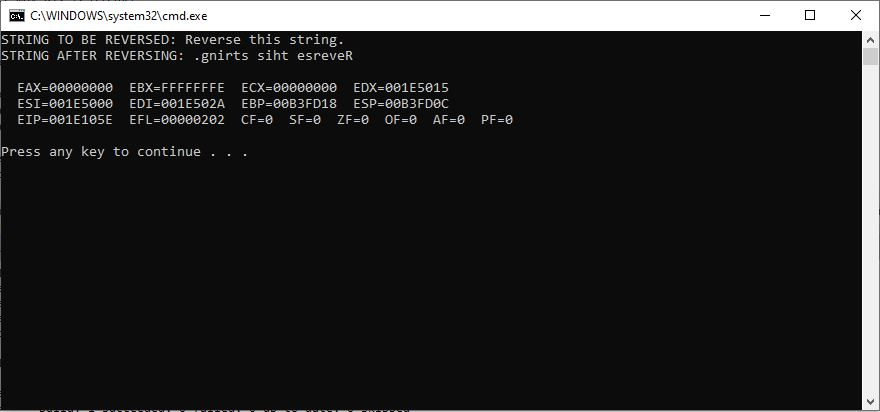 C:\WINDOWS\system32\cmd.exe
STRING TO BE REVERSED: Reverse this string.
STRING AFTER REVERSING: .gnirts siht esreveR
EAX=00000000 EBX=FFFFFFFE ECX=00000000 EDX=001E5015
ESI=001E5000 EDI=001E502A EBP=00B3FD18 ESP=00B3FD0C
EIP=001E105E EFL=00000202 CF=0 SF=0 ZF=0 OF=0 AF=0 PF=0
Press any key to continue . . .